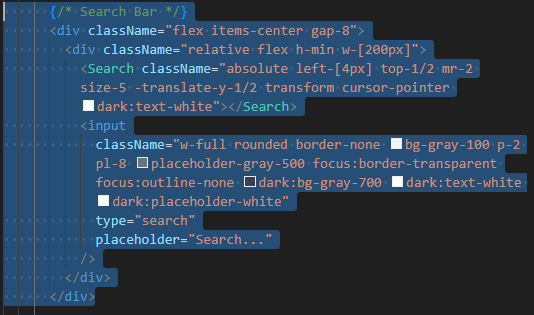 {/* Search Bar */}
<div className="flex items-center gap-8">
<div className="relative flex h-min w-[200px]">
<Search className="absolute left-[4px] top-1/2 mr-2
size-5 -translate-y-1/2 transform cursor-pointer
dark:text-white"></Search>
<input
className="w-full rounded border-none bg-gray-100 p-2
pl-8 placeholder-gray-500 focus:border-transparent
focus:outline-none dark:bg-gray-700 dark:text-white
dark:placeholder-white"
type="search"
placeholder="Search..."
/>
</div>
</div>